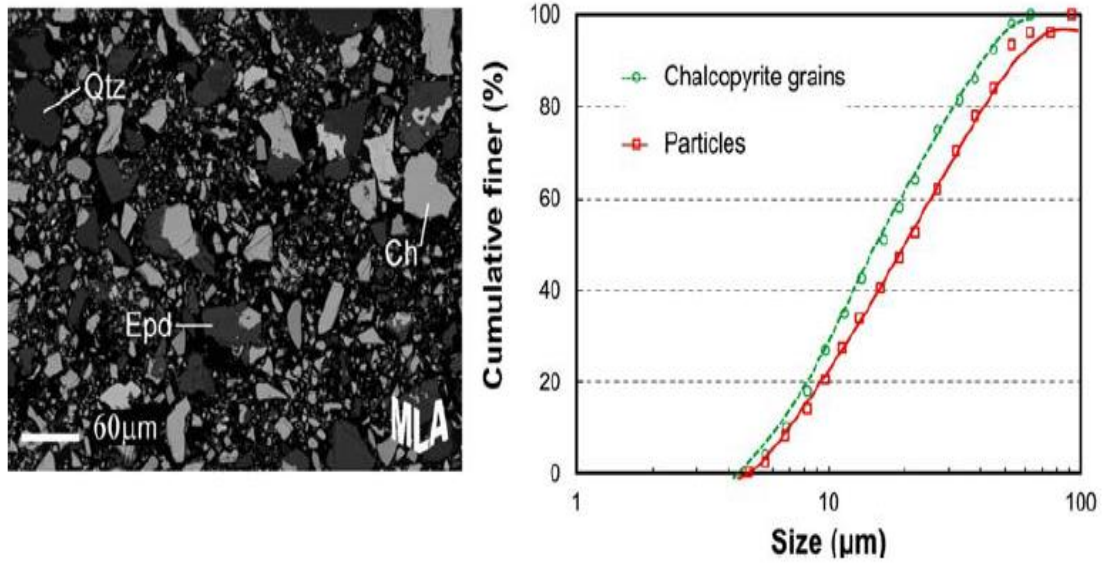 Qtz
Ch
Epd
60µm
MLA
Cumulative finer (%)
100
80
60
40
20
0
Chalcopyrite grains
Particles
1
10
100
Size (µm)